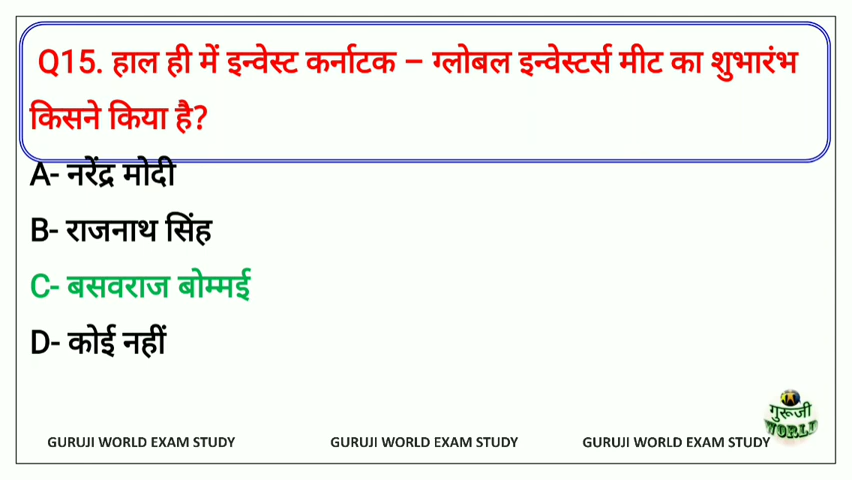 Q15. हाल ही में इन्वेस्ट कर्नाटक – ग्लोबल इन्वेस्टर्स मीट का शुभारंभ
किसने किया है?
A- नरेंद्र मोदी
B- राजनाथ सिंह
C- बसवराज बोम्मई
D- कोई नहीं
गुरूजी
WORLD
GURUJI WORLD EXAM STUDY GURUJI WORLD EXAM STUDY GURUJI WORLD EXAM STUDY